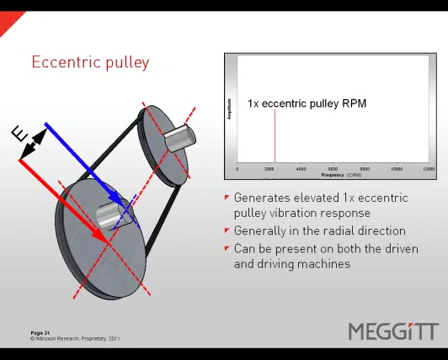 Eccentric pulley
E
Amplitude
1x eccentric pulley RPM
0 2000 4000 6000 8000 10000 12000
Frequency (CPM)
Generates elevated 1x eccentric
pulley vibration response
Generally in the radial direction
Can be present on both the driven
and driving machines
Page 31
© Wilcoxon Research. Proprietary. 2011
MEGGiTT